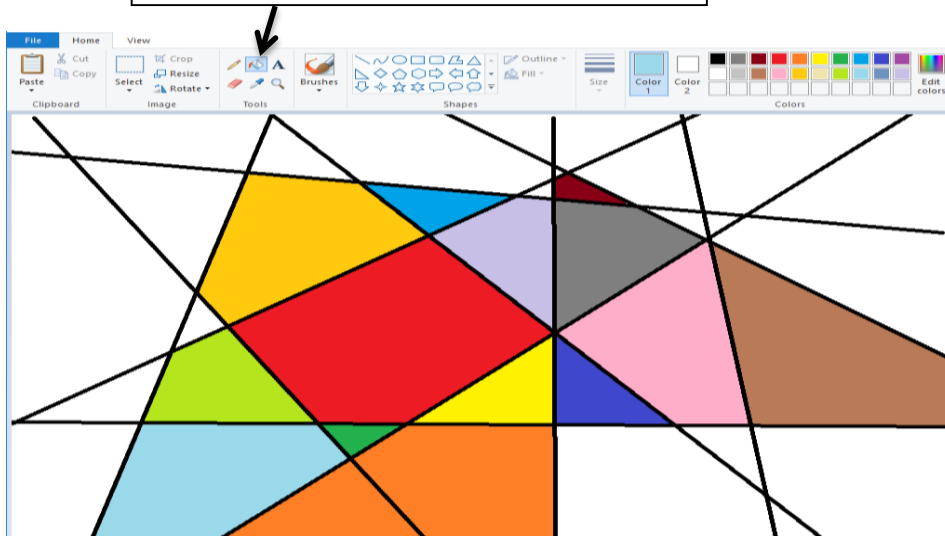 File Home View
Paste
Cut
Copy
Clipboard
Select
Crop
Resize
Rotate
Image
A
Tools
Brushes
Outline
Fill
Shapes
Size
Color 1
Color 2
Edit colors
Colors